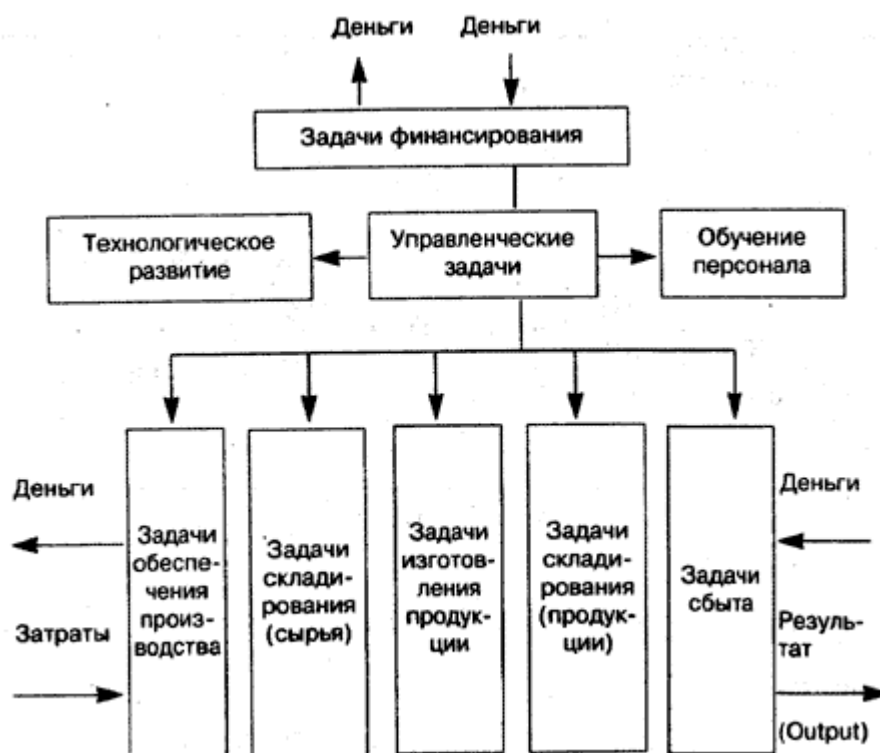 Деньги Деньги
Задачи финансирования
Технологическое
развитие
Управленческие
задачи
Обучение
персонала
Деньги
Затраты
Задачи
обеспе-
чения
произ-
водства
Задачи
складиро-
рования
(сырья)
Задачи
изготов-
ления
продук-
ции
Задачи
склади-
рования
(продук-
ции)
Задачи
сбыта
Деньги
Резуль-
тат
(Output)